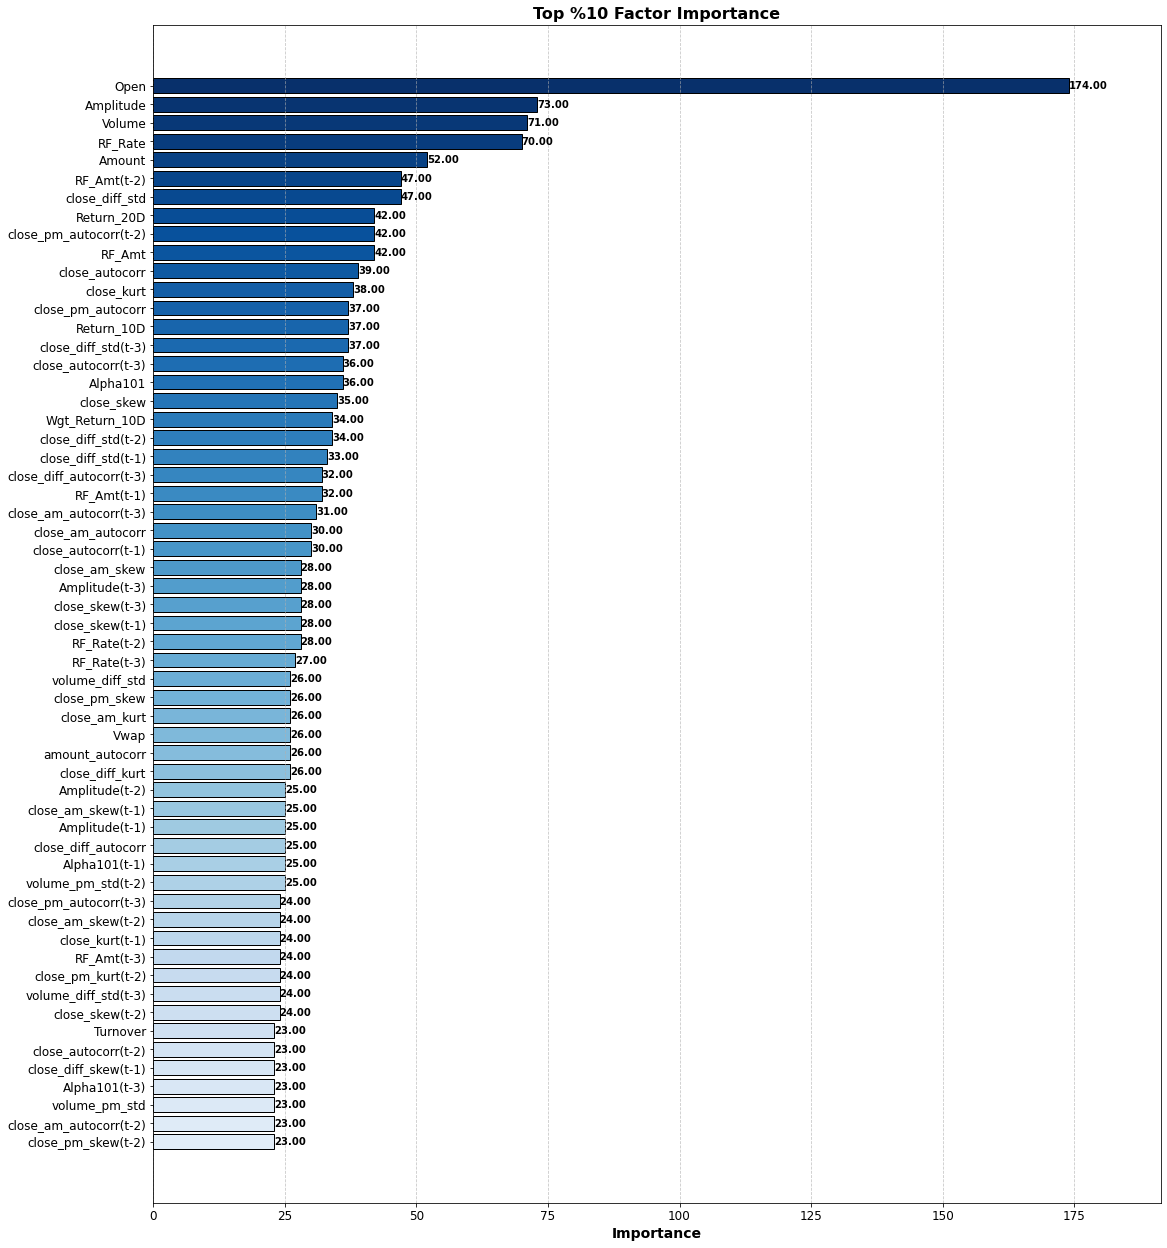 Top %10 Factor Importance
Open 174.00
Amplitude 73.00
Volume 71.00
RF_Rate 70.00
Amount 52.00
RF_Amt(t-2) 47.00
close_diff_std 47.00
Return_20D 42.00
close_pm_autocorr(t-2) 42.00
RF_Amt 42.00
close_autocorr 39.00
close_kurt 38.00
close_pm_autocorr 37.00
Return_10D 37.00
close_diff_std(t-3) 37.00
close_autocorr(t-3) 36.00
Alpha101 36.00
close_skew 35.00
Wgt_Return_10D 34.00
close_diff_std(t-2) 34.00
close_diff_std(t-1) 33.00
close_diff_autocorr(t-3) 32.00
RF_Amt(t-1) 32.00
close_am_autocorr(t-3) 31.00
close_am_autocorr 30.00
close_autocorr(t-1) 30.00
close_am_skew 28.00
Amplitude(t-3) 28.00
close_skew(t-3) 28.00
close_skew(t-1) 28.00
RF_Rate(t-2) 28.00
RF_Rate(t-3) 27.00
volume_diff_std 26.00
close_pm_skew 26.00
close_am_kurt 26.00
Vwap 26.00
amount_autocorr 26.00
close_diff_kurt 26.00
Amplitude(t-2) 25.00
close_am_skew(t-1) 25.00
Amplitude(t-1) 25.00
close_diff_autocorr 25.00
Alpha101(t-1) 25.00
volume_pm_std(t-2) 25.00
close_pm_autocorr(t-3) 24.00
close_am_skew(t-2) 24.00
close_kurt(t-1) 24.00
RF_Amt(t-3) 24.00
close_pm_kurt(t-2) 24.00
volume_diff_std(t-3) 24.00
close_skew(t-2) 24.00
Turnover 23.00
close_autocorr(t-2) 23.00
close_diff_skew(t-1) 23.00
Alpha101(t-3) 23.00
volume_pm_std 23.00
close_am_autocorr(t-2) 23.00
close_pm_skew(t-2) 23.00
0 25 50 75 100 125 150 175
Importance